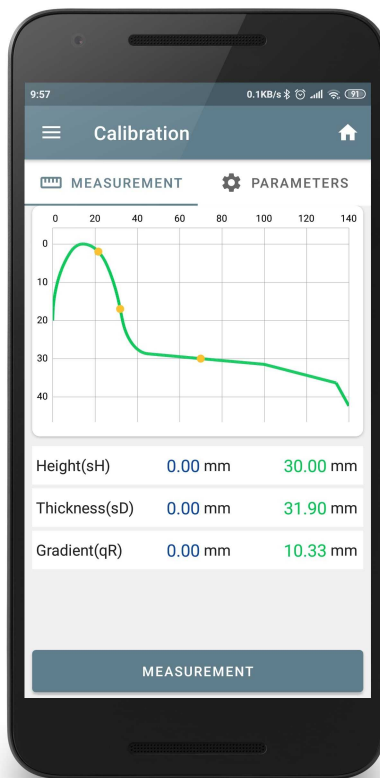 9:57 0.1KB/s 91
Calibration
MEASUREMENT PARAMETERS
0 20 40 60 80 100 120 140
0
10
20
30
40
Height(sH) 0.00 mm 30.00 mm
Thickness(sD) 0.00 mm 31.90 mm
Gradient(qR) 0.00 mm 10.33 mm
MEASUREMENT